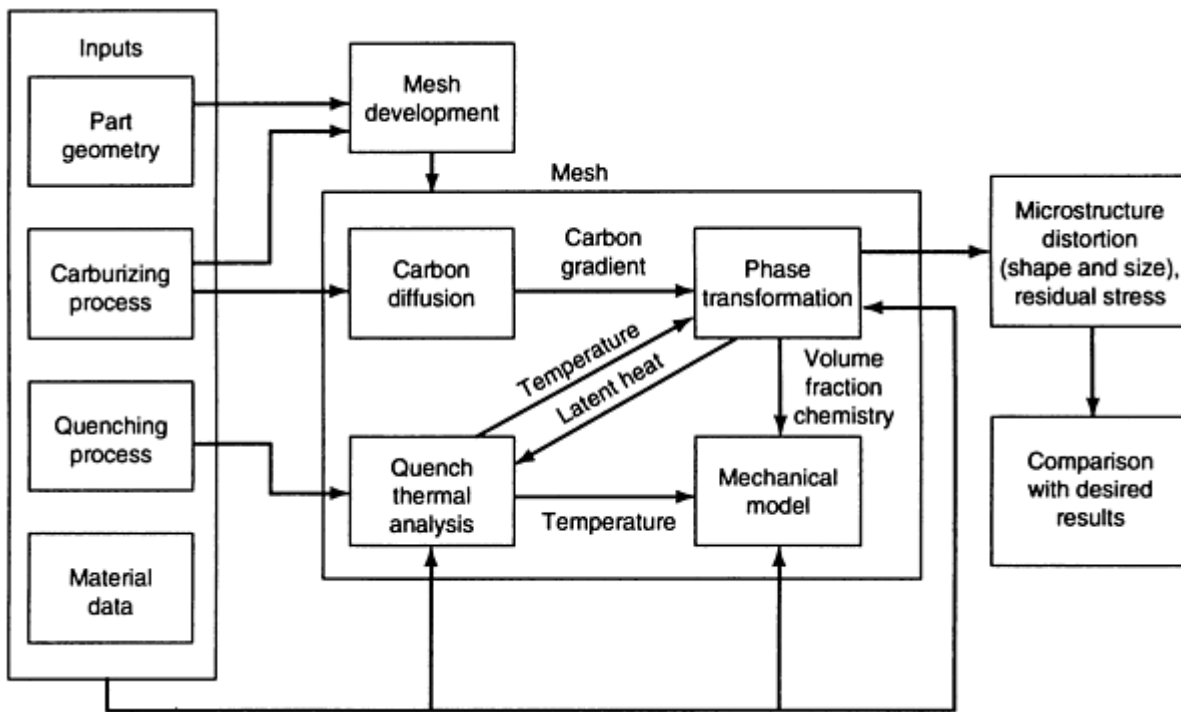 Inputs
Part
geometry
Carburizing
process
Quenching
process
Material
data
Mesh
development
Mesh
Carbon
diffusion
Carbon
gradient
Phase
transformation
Temperature
Latent heat
Volume
fraction
chemistry
Quench
thermal
analysis
Temperature
Mechanical
model
Microstructure
distortion
(shape and size),
residual stress
Comparison
with desired
results